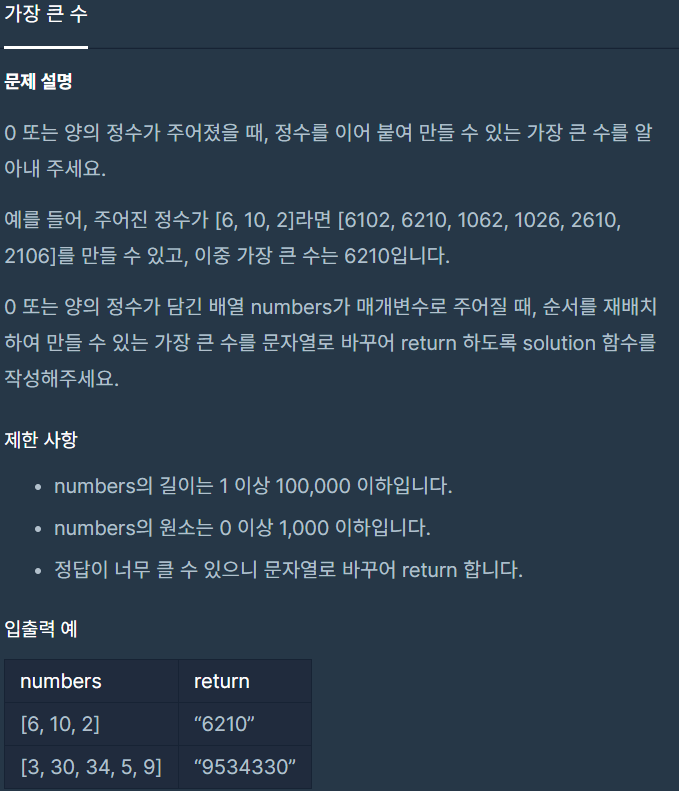 가장 큰 수
문제 설명
0 또는 양의 정수가 주어졌을 때, 정수를 이어 붙여 만들 수 있는 가장 큰 수를 알
아내 주세요.
예를 들어, 주어진 정수가 [6, 10, 2]라면 [6102, 6210, 1062, 1026, 2610,
2106]를 만들 수 있고, 이중 가장 큰 수는 6210입니다.
0 또는 양의 정수가 담긴 배열 numbers가 매개변수로 주어질 때, 순서를 재배치
하여 만들 수 있는 가장 큰 수를 문자열로 바꾸어 return 하도록 solution 함수를
작성해주세요.
제한 사항
• numbers의 길이는 1 이상 100,000 이하입니다.
• numbers의 원소는 0 이상 1,000 이하입니다.
• 정답이 너무 클 수 있으니 문자열로 바꾸어 return 합니다.
입출력 예
numbers return
[6, 10, 2] “6210”
[3, 30, 34, 5, 9] “9534330”